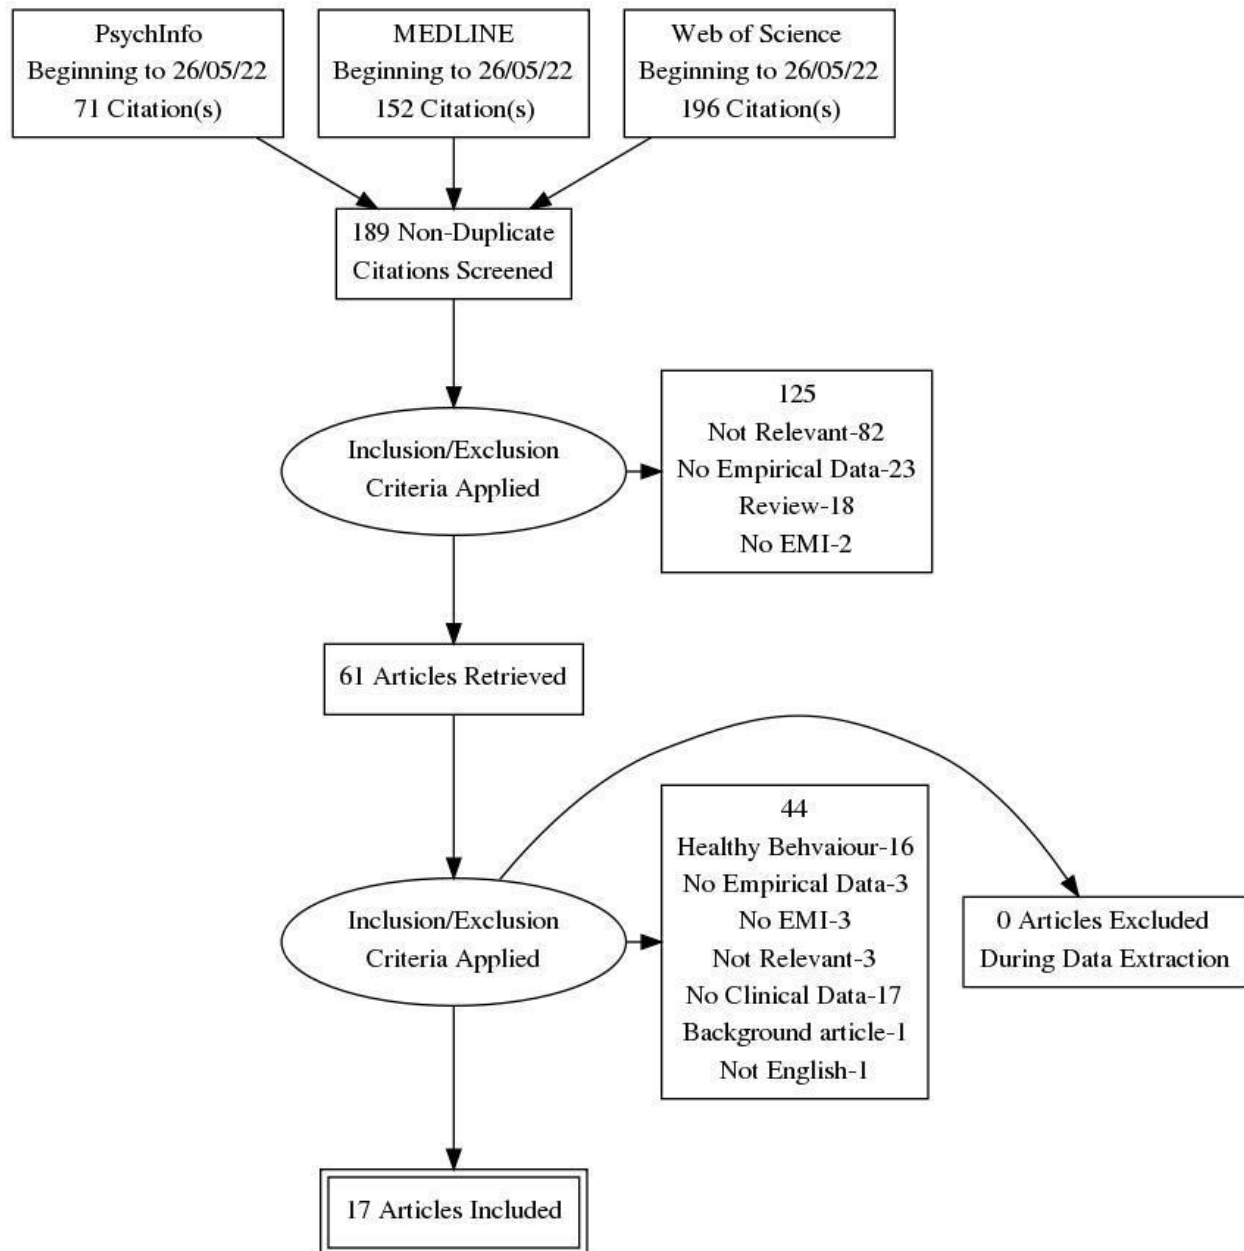 PsychInfo
Beginning to 26/05/22
71 Citation(s)
MEDLINE
Beginning to 26/05/22
152 Citation(s)
Web of Science
Beginning to 26/05/22
196 Citation(s)
189 Non-Duplicate
Citations Screened
Inclusion/Exclusion
Criteria Applied
125
Not Relevant-82
No Empirical Data-23
Review-18
No EMI-2
61 Articles Retrieved
Inclusion/Exclusion
Criteria Applied
44
Healthy Behvaiour-16
No Empirical Data-3
No EMI-3
Not Relevant-3
No Clinical Data-17
Background article-1
Not English-1
0 Articles Excluded
During Data Extraction
17 Articles Included